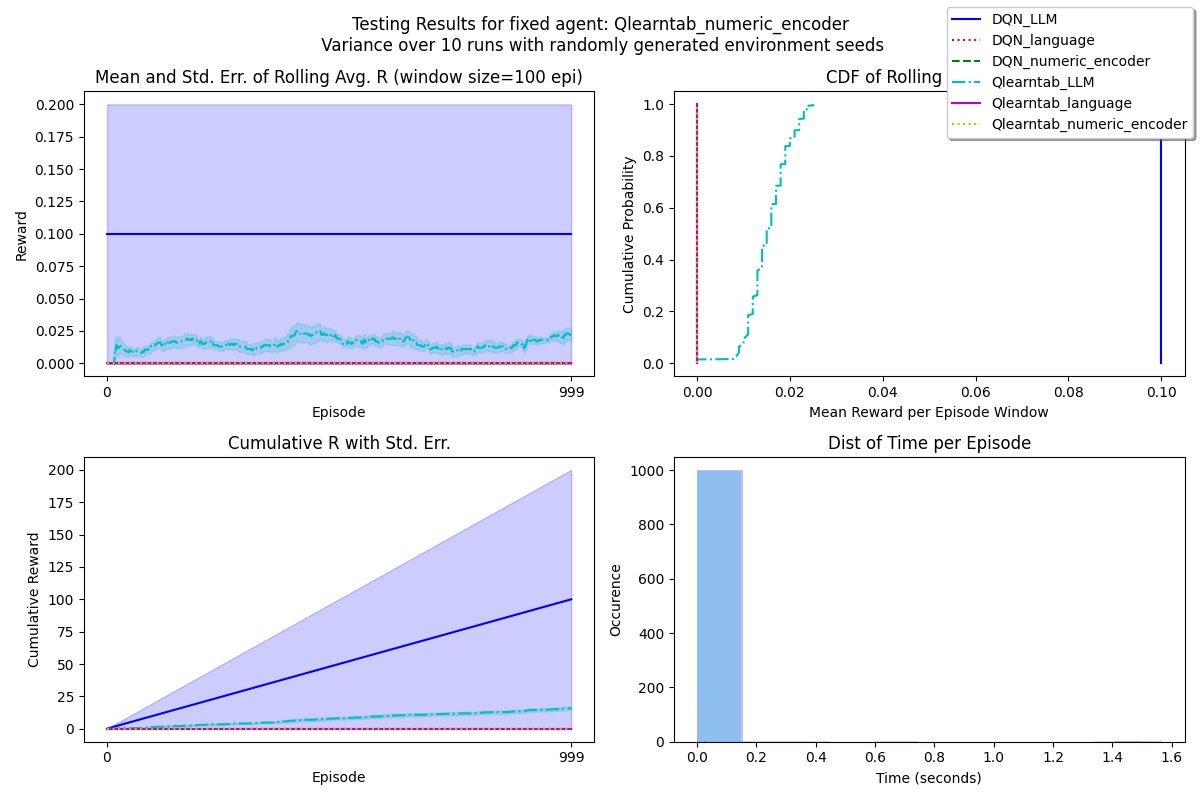 Testing Results for fixed agent: Qlearntab_numeric_encoder
Variance over 10 runs with randomly generated environment seeds
DQN_LLM
DQN_language
DQN_numeric_encoder
Qlearntab_LLM
Qlearntab_language
Qlearntab_numeric_encoder
Mean and Std. Err. of Rolling Avg. R (window size=100 epi)
0.200
0.175
0.150
0.125
0.100
0.075
0.050
0.025
0.000
Reward
0
999
Episode
CDF of Rolling
1.0
0.8
0.6
0.4
0.2
0.0
Cumulative Probability
0.00
0.02
0.04
0.06
0.08
0.10
Mean Reward per Episode Window
Cumulative R with Std. Err.
200
175
150
125
100
75
50
25
0
Cumulative Reward
0
999
Episode
Dist of Time per Episode
1000
800
600
400
200
0
Occurence
0.0
0.2
0.4
0.6
0.8
1.0
1.2
1.4
1.6
Time (seconds)